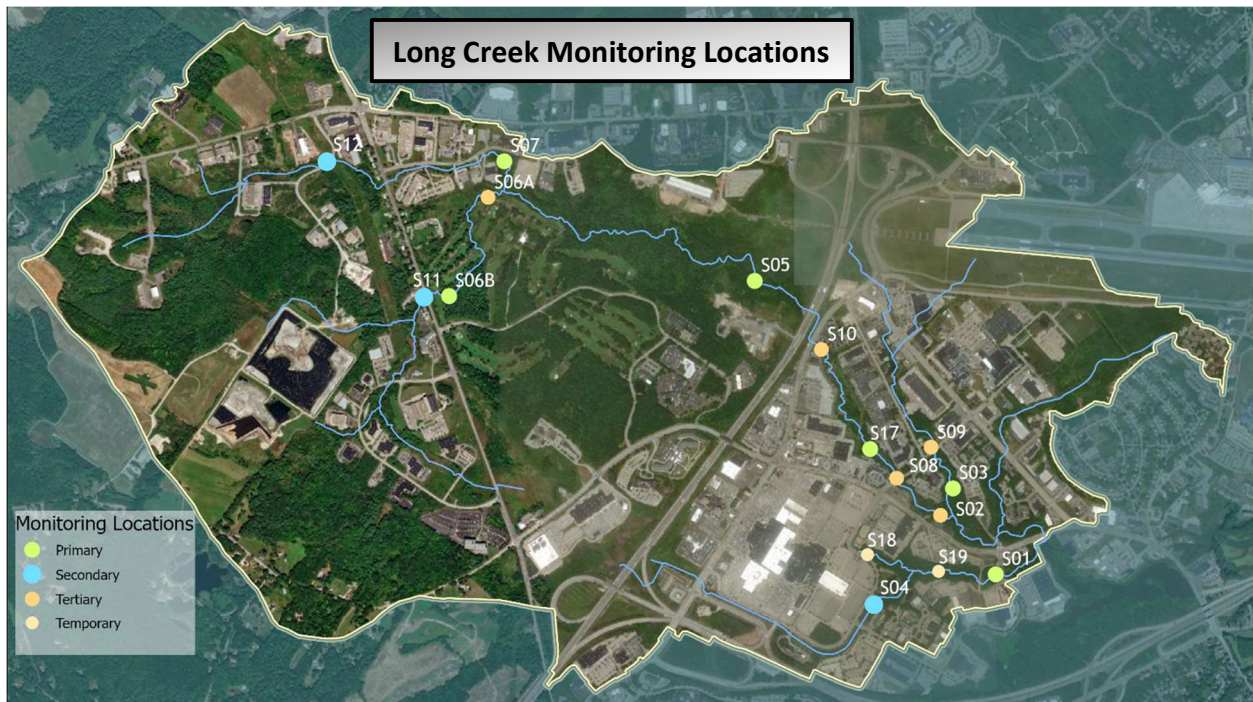 Long Creek Monitoring Locations
S12
S07
S06A
S05
S11
S06B
S10
S17
S09
S08
S03
S02
S18
S19
S01
S04
Monitoring Locations
Primary
Secondary
Tertiary
Temporary